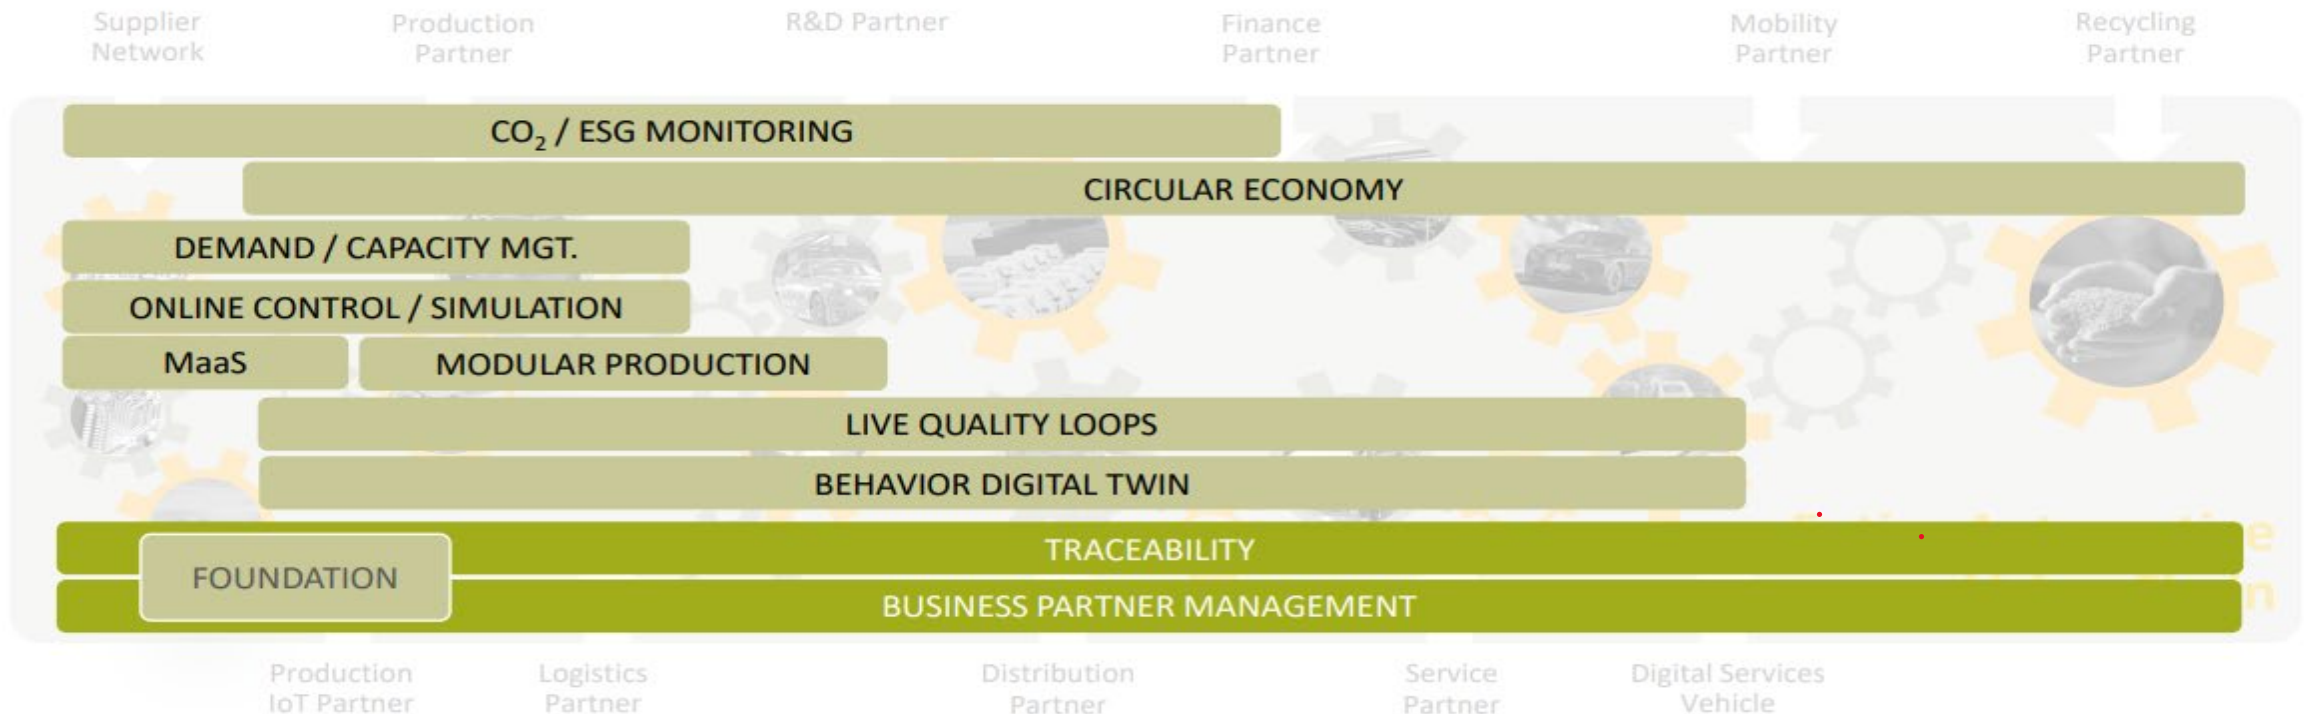 Supplier
Network
Production
Partner
R&D Partner
Finance
Partner
Mobility
Partner
Recycling
Partner
CO₂ / ESG MONITORING
CIRCULAR ECONOMY
DEMAND / CAPACITY MGT.
ONLINE CONTROL / SIMULATION
MaaS
MODULAR PRODUCTION
LIVE QUALITY LOOPS
BEHAVIOR DIGITAL TWIN
TRACEABILITY
FOUNDATION
BUSINESS PARTNER MANAGEMENT
Production
IoT Partner
Logistics
Partner
Distribution
Partner
Service
Partner
Digital Services
Vehicle